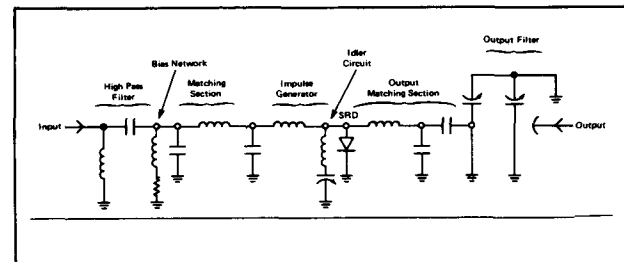 Output Filter
Idler
Circuit
Bias Network
High Pass
Filter
Matching
Section
Impulse
Generator
Output
Matching Section
SRD
Input
Output